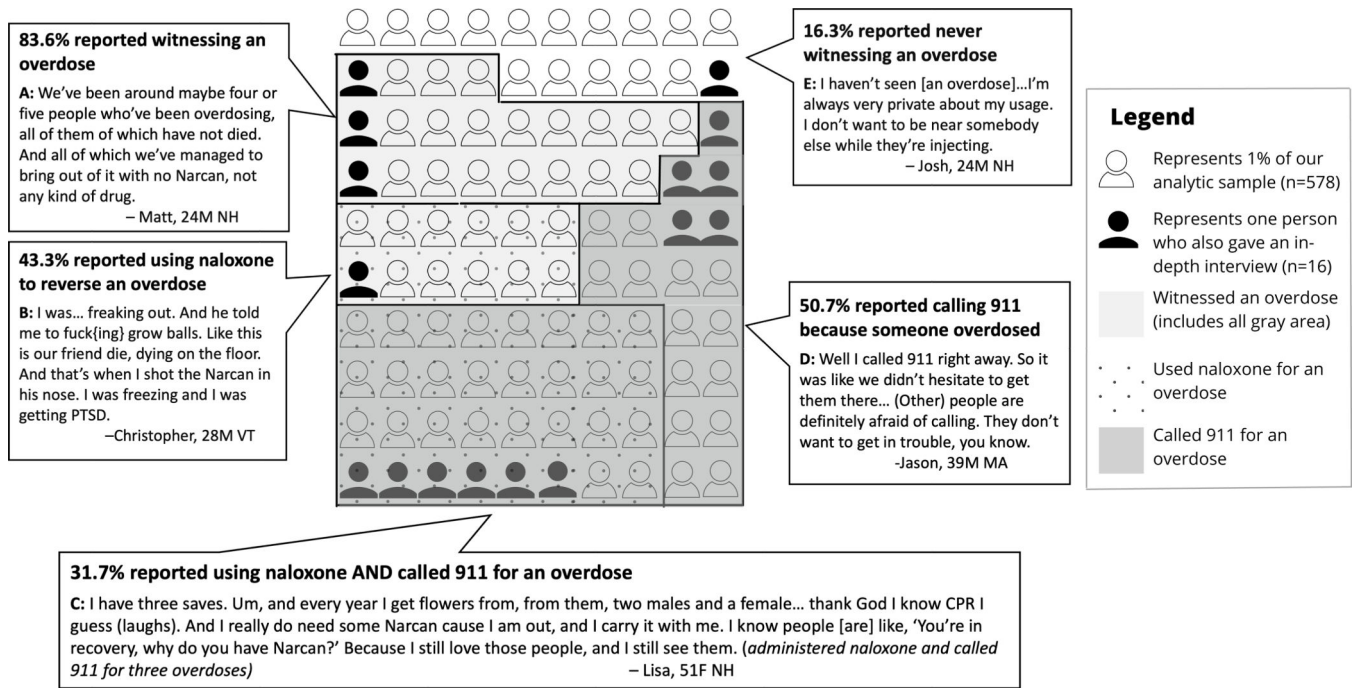 83.6% reported witnessing an
overdose
A: We’ve been around maybe four or
five people who’ve been overdosing,
all of them of which have not died.
And all of which we’ve managed to
bring out of it with no Narcan, not
any kind of drug.
– Matt, 24M NH
43.3% reported using naloxone
to reverse an overdose
B: I was… freaking out. And he told
me to fuck{ing} grow balls. Like this
is our friend die, dying on the floor.
And that’s when I shot the Narcan in
his nose. I was freezing and I was
getting PTSD.
–Christopher, 28M VT
16.3% reported never
witnessing an overdose
E: I haven’t seen [an overdose]…I’m
always very private about my usage.
I don’t want to be near somebody
else while they’re injecting.
– Josh, 24M NH
50.7% reported calling 911
because someone overdosed
D: Well I called 911 right away. So it
was like we didn’t hesitate to get
them there… (Other) people are
definitely afraid of calling. They don’t
want to get in trouble, you know.
-Jason, 39M MA
Legend
Represents 1% of our
analytic sample (n=578)
Represents one person
who also gave an in-
depth interview (n=16)
Witnessed an overdose
(includes all gray area)
Used naloxone for an
overdose
Called 911 for an
overdose
31.7% reported using naloxone AND called 911 for an overdose
C: I have three saves. Um, and every year I get flowers from, from them, two males and a female… thank God I know CPR I
guess (laughs). And I really do need some Narcan cause I am out, and I carry it with me. I know people [are] like, ‘You’re in
recovery, why do you have Narcan?’ Because I still love those people, and I still see them. (administered naloxone and called
911 for three overdoses) – Lisa, 51F NH